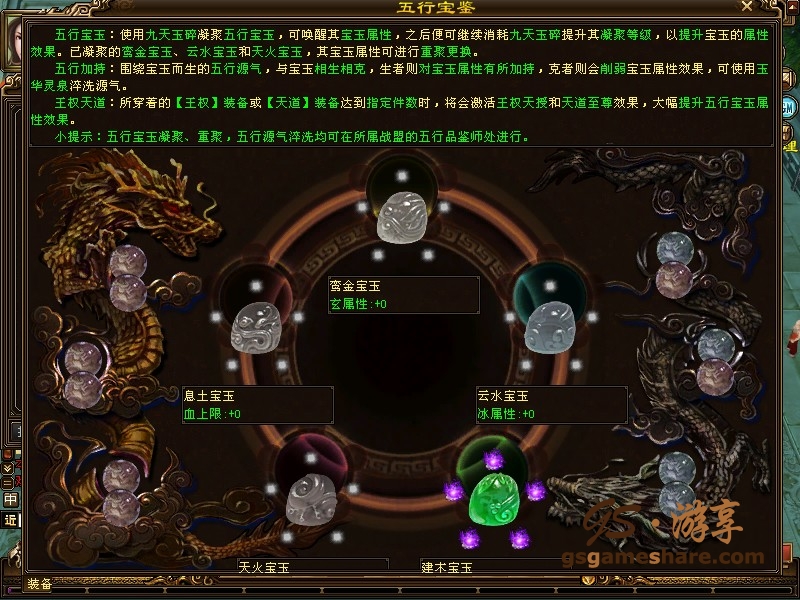 五行宝鉴
五行宝玉：使用九天玉碎凝聚五行宝玉，可唤醒其宝玉属性，之后便可继续消耗九天玉碎提升其凝聚等级，以提升宝玉的属性
效果。已凝聚的鸾金宝玉、云水宝玉和天火宝玉，其宝玉属性可进行重聚更换。
五行加持：围绕宝玉而生的五行源气，与宝玉相生相克，生者则对宝玉属性有所加持，克者则会削弱宝玉属性效果，可使用玉
华灵泉淬洗源气。
王权天道：所穿着的【王权】装备或【天道】装备达到指定件数时，将会激活王权天授和天道至尊效果，大幅提升五行宝玉属
性效果。
小提示：五行宝玉凝聚、重聚，五行源气淬洗均可在所属战盟的五行品鉴师处进行。
鸾金宝玉
玄属性:+0
息土宝玉
血上限:+0
云水宝玉
冰属性:+0
天火宝玉
建木宝玉
甲
近
装备
GS·游享
gsgameshare.com